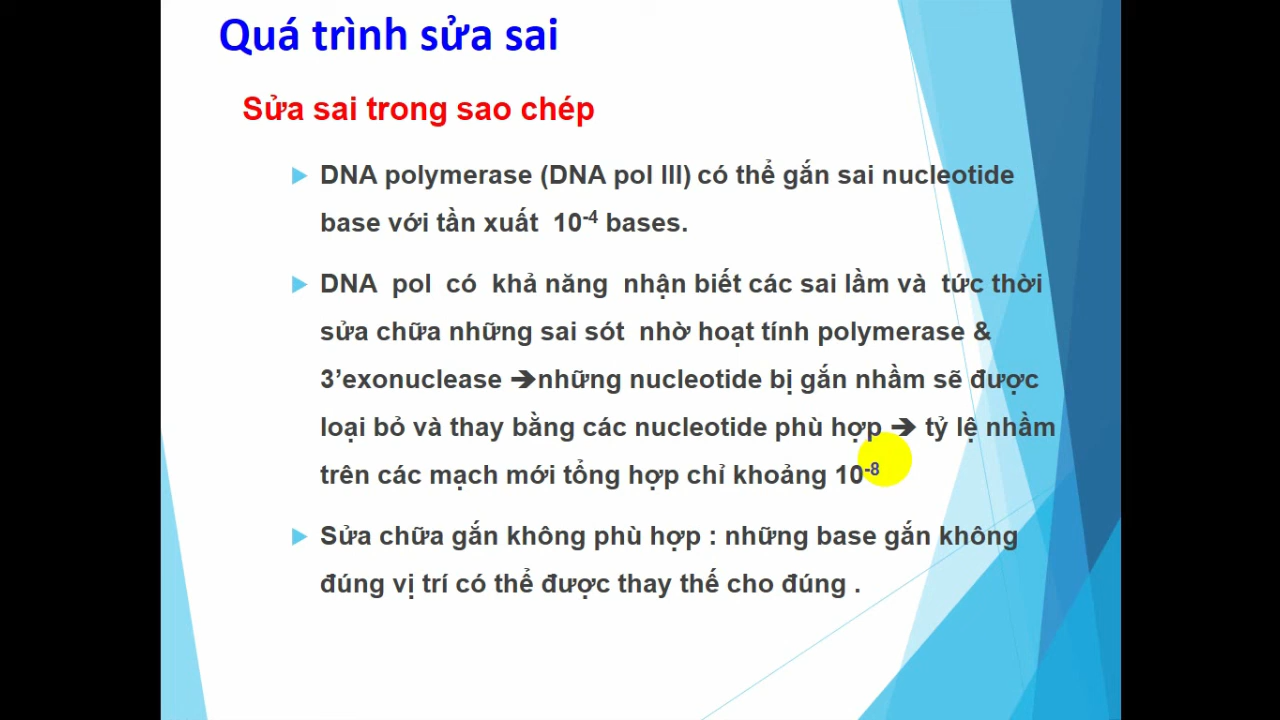 Quá trình sửa sai
Sửa sai trong sao chép
DNA polymerase (DNA pol III) có thể gắn sai nucleotide
base với tần xuất 10⁻⁴ bases.
DNA pol có khả năng nhận biết các sai lầm và tức thời
sửa chữa những sai sót nhờ hoạt tính polymerase &
3’exonuclease ➔những nucleotide bị gắn nhầm sẽ được
loại bỏ và thay bằng các nucleotide phù hợp ➔ tỷ lệ nhầm
trên các mạch mới tổng hợp chỉ khoảng 10⁻⁸
Sửa chữa gắn không phù hợp : những base gắn không
đúng vị trí có thể được thay thế cho đúng .